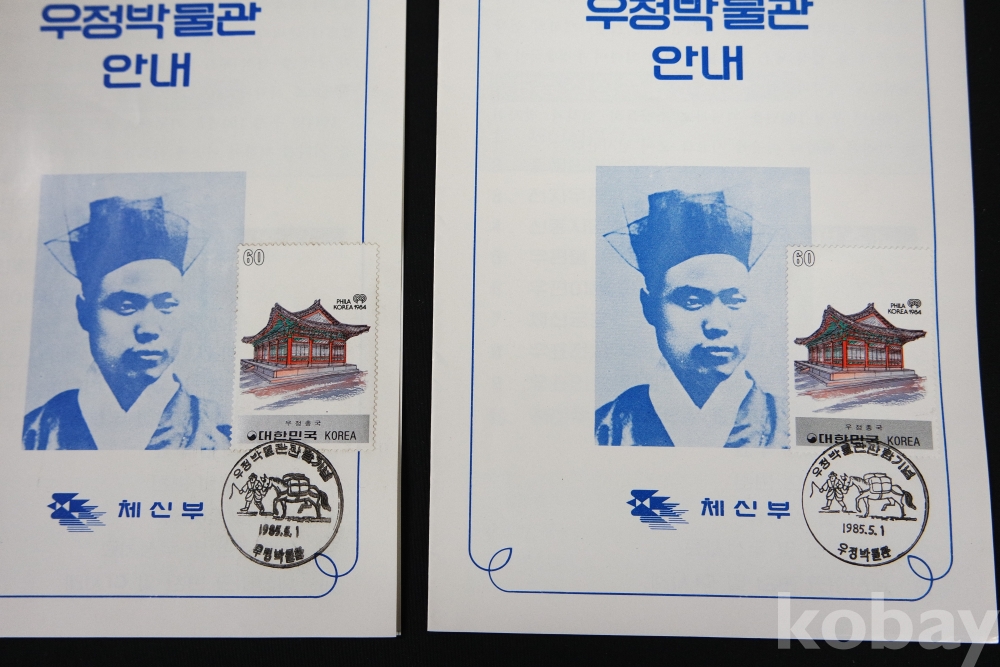 우정박물관
안내
60
PHILA
KOREA 1984
우정총국
대한민국 KOREA
체신부
우정박물관관람기념
1985.5.1
우정박물관
우정박물관
안내
60
PHILA
KOREA 1984
우정총국
대한민국 KOREA
체신부
우정박물관관람기념
1985.5.1
우정박물관
kobay